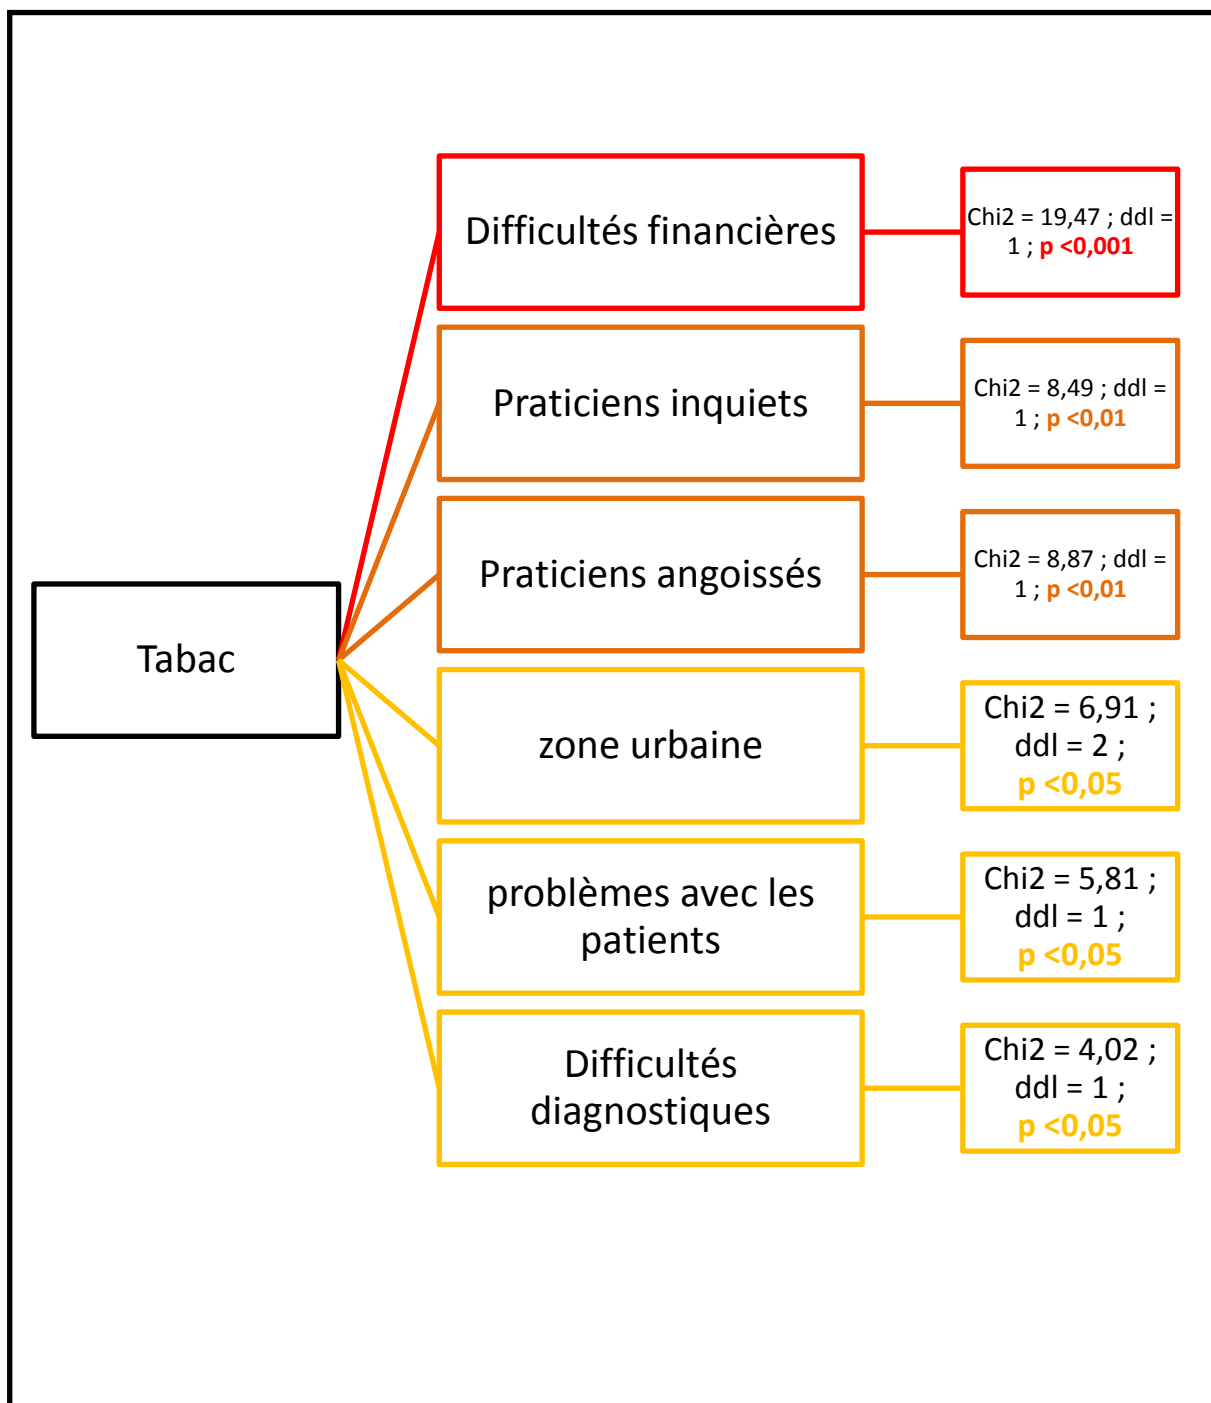 Difficultés financières
Chi2 = 19,47 ; ddl =
1 ; p <0,001
Praticiens inquiets
Chi2 = 8,49 ; ddl =
1 ; p <0,01
Praticiens angoissés
Chi2 = 8,87 ; ddl =
1 ; p <0,01
Tabac
zone urbaine
Chi2 = 6,91 ;
ddl = 2 ;
p <0,05
problèmes avec les
patients
Chi2 = 5,81 ;
ddl = 1 ;
p <0,05
Difficultés
diagnostiques
Chi2 = 4,02 ;
ddl = 1 ;
p <0,05